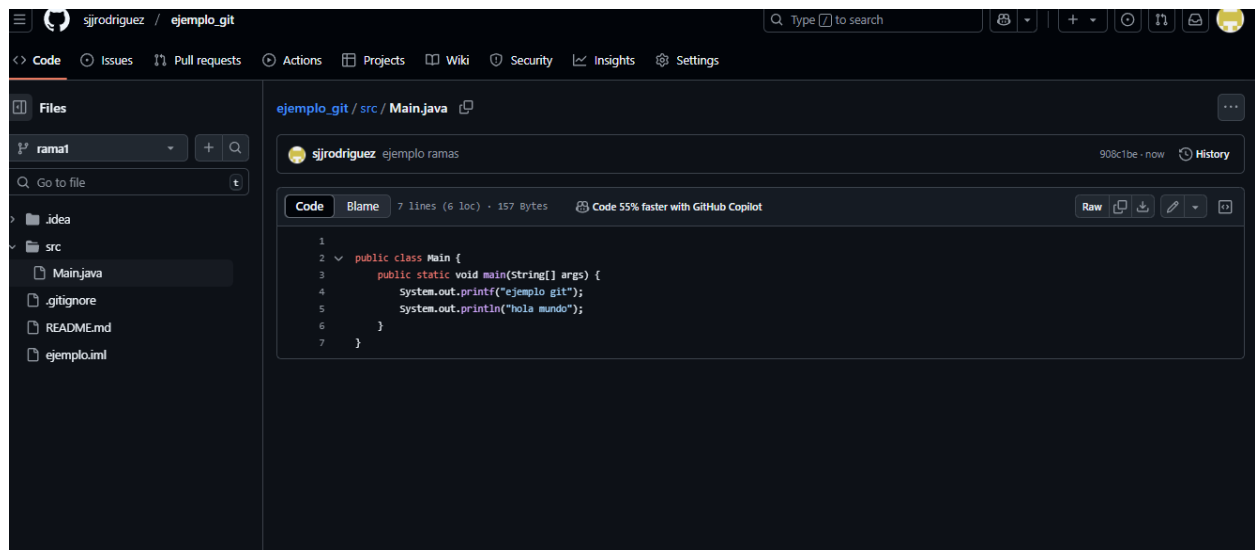 sjjrodriguez / ejemplo_git
Type / to search
Code Issues Pull requests Actions Projects Wiki Security Insights Settings
Files
rama1
Go to file t
.idea
src
Main.java
.gitignore
README.md
ejemplo.iml
ejemplo_git / src / Main.java
sjjrodriguez ejemplo ramas 908c1be · now History
Code Blame 7 lines (6 loc) · 157 Bytes Code 55% faster with GitHub Copilot Raw
1
2 public class Main {
3 public static void main(String[] args) {
4 System.out.printf("ejemplo git");
5 System.out.println("hola mundo");
6 }
7 }